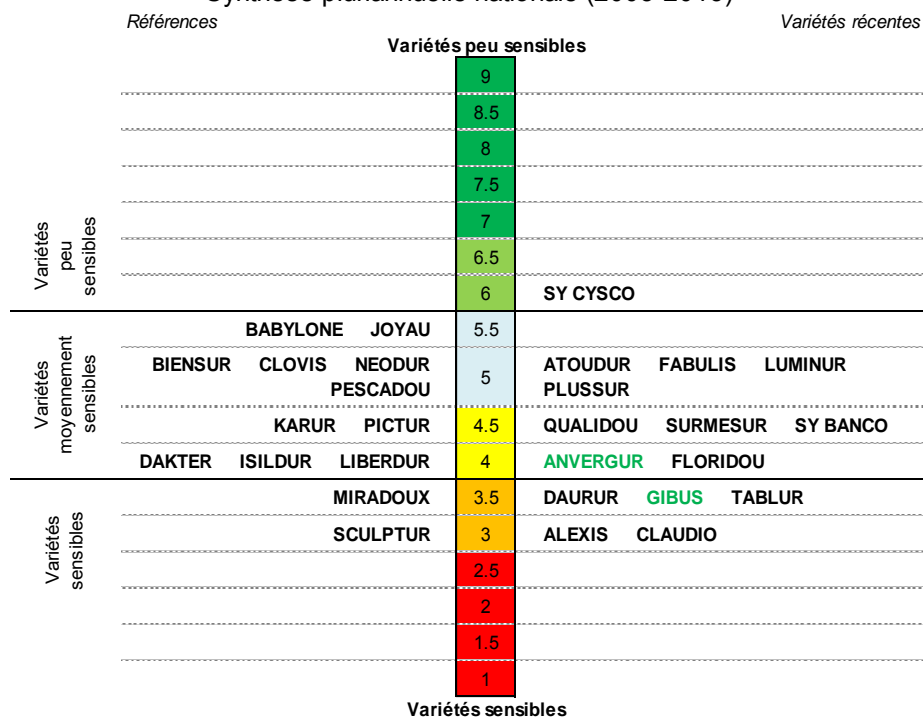 Synthèse pluriannuelle nationale
Références Variétés récentes
Variétés peu sensibles
9
8.5
8
7.5
7
6.5
6 SY CYSCO
Variétés
peu
sensibles
BABYLONE JOYAU 5.5
BIENSUR CLOVIS NEODUR
PESCADOU
5
ATOUDUR FABULIS LUMINUR
PLUSSUR
KARUR PICTUR 4.5 QUALIDOU SURMESUR SY BANCO
DAKTER ISILDUR LIBERDUR 4 ANVERGUR FLORIDOU
Variétés
moyennement
sensibles
MIRADOUX 3.5 DAURUR GIBUS TABLUR
SCULPTUR 3 ALEXIS CLAUDIO
2.5
2
1.5
1
Variétés
sensibles
Variétés sensibles